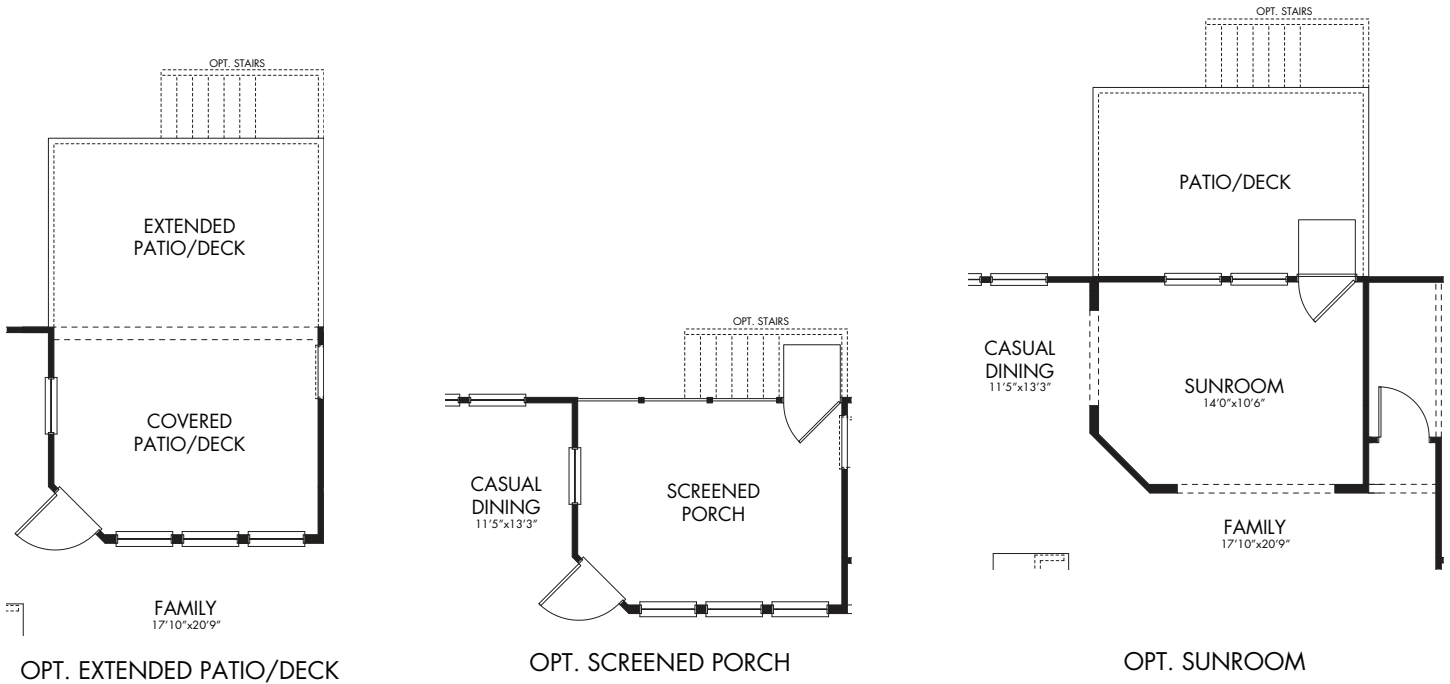 OPT. STAIRS
EXTENDED
PATIO/DECK
COVERED
PATIO/DECK
FAMILY
17'10"x20'9"
OPT. EXTENDED PATIO/DECK
OPT. STAIRS
CASUAL
DINING
11'5"x13'3"
SCREENED
PORCH
OPT. SCREENED PORCH
OPT. STAIRS
PATIO/DECK
CASUAL
DINING
11'5"x13'3"
SUNROOM
14'0"x10'6"
FAMILY
17'10"x20'9"
OPT. SUNROOM